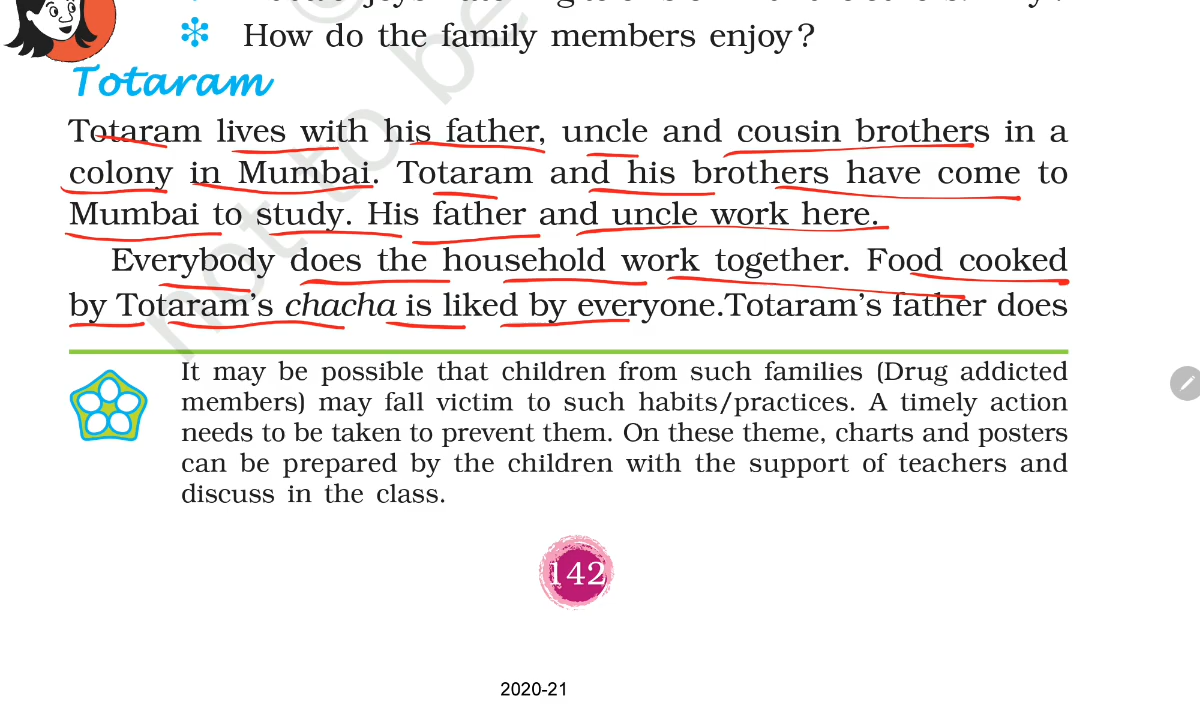 How do the family members enjoy?
Totaram
Totaram lives with his father, uncle and cousin brothers in a
colony in Mumbai. Totaram and his brothers have come to
Mumbai to study. His father and uncle work here.
Everybody does the household work together. Food cooked
by Totaram's chacha is liked by everyone.Totaram's father does
It may be possible that children from such families (Drug addicted
members) may fall victim to such habits/practices. A timely action
needs to be taken to prevent them. On these theme, charts and posters
can be prepared by the children with the support of teachers and
discuss in the class.
142
2020-21
not to be